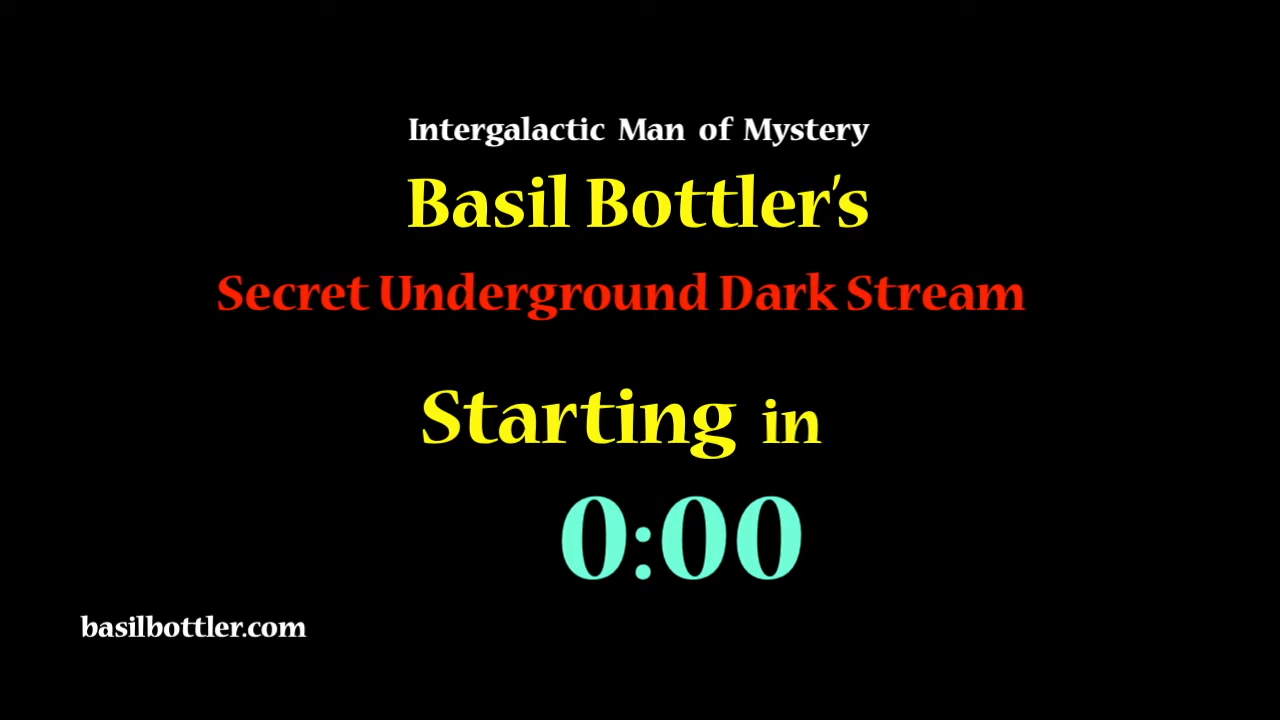 Intergalactic Man of Mystery
Basil Bottler's
Secret Underground Dark Stream
Starting in
0:00
basilbottler.com